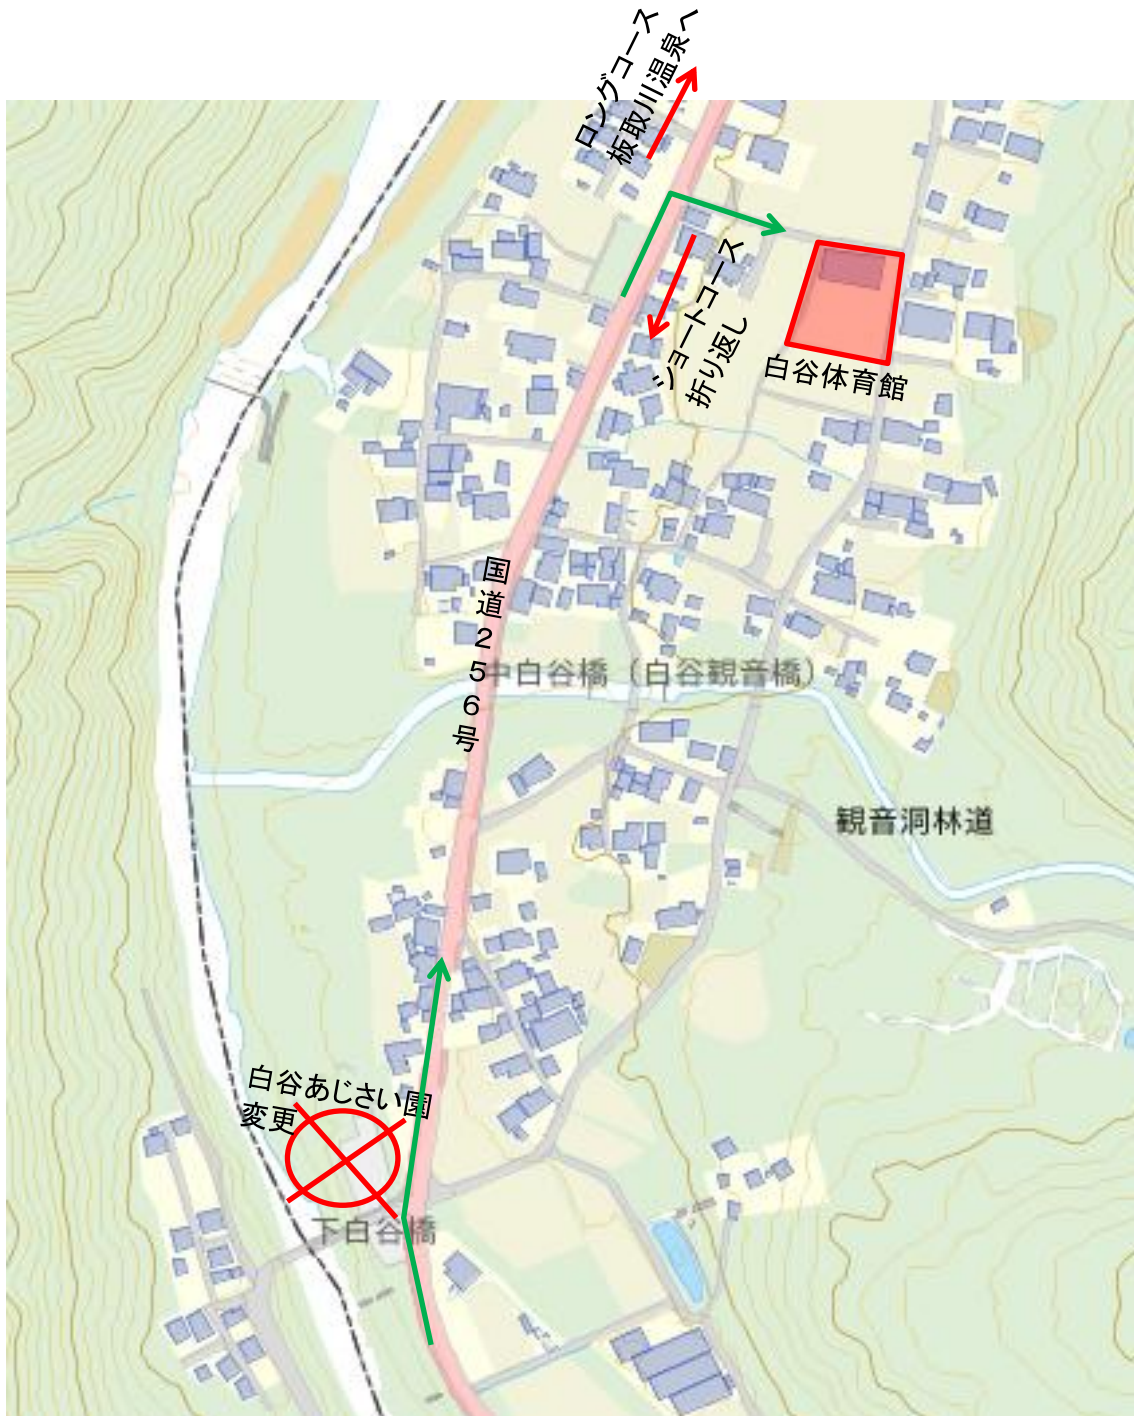 ロングコース
板取川温泉へ
ショートコース
折り返し
白谷体育館
国道256号
中白谷橋（白谷観音橋）
観音洞林道
白谷あじさい園
変更
下白谷橋